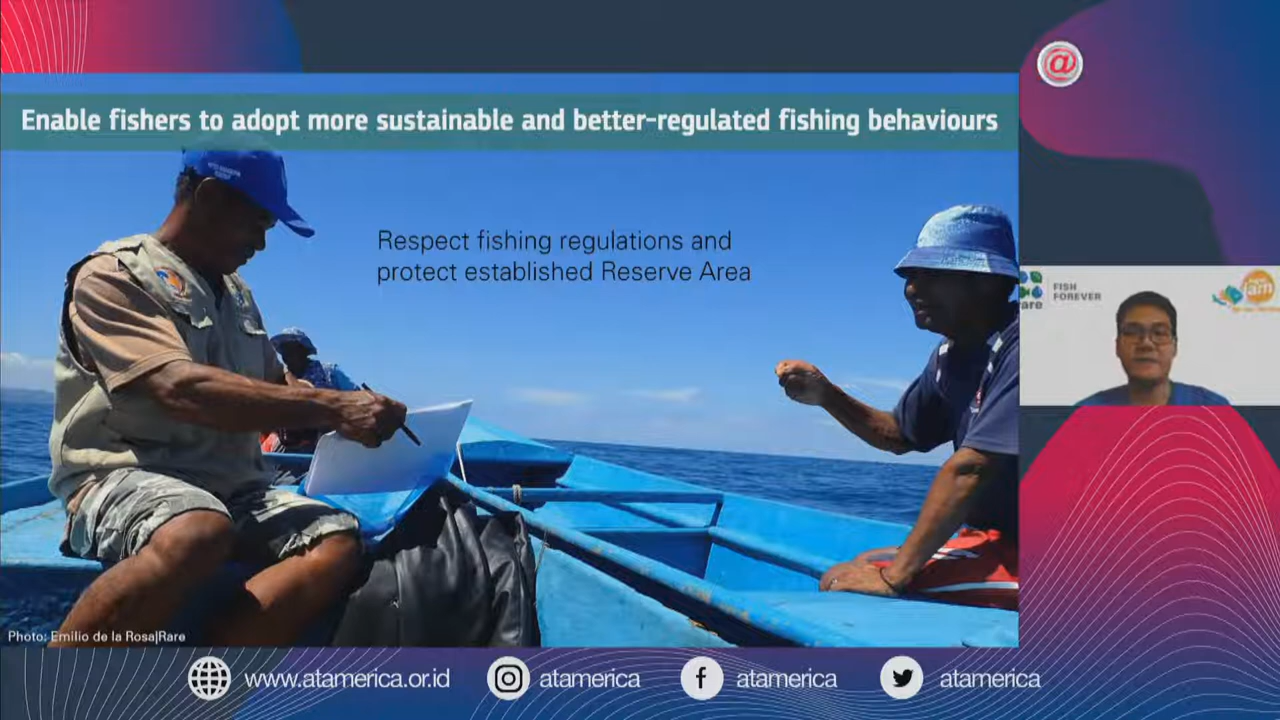 Enable fishers to adopt more sustainable and better-regulated fishing behaviours
Respect fishing regulations and
protect established Reserve Area
FISH
FOREVER
are
Photo: Emilio de la Rosa|Rare
www.atamerica.or.id
atamerica
atamerica
atamerica